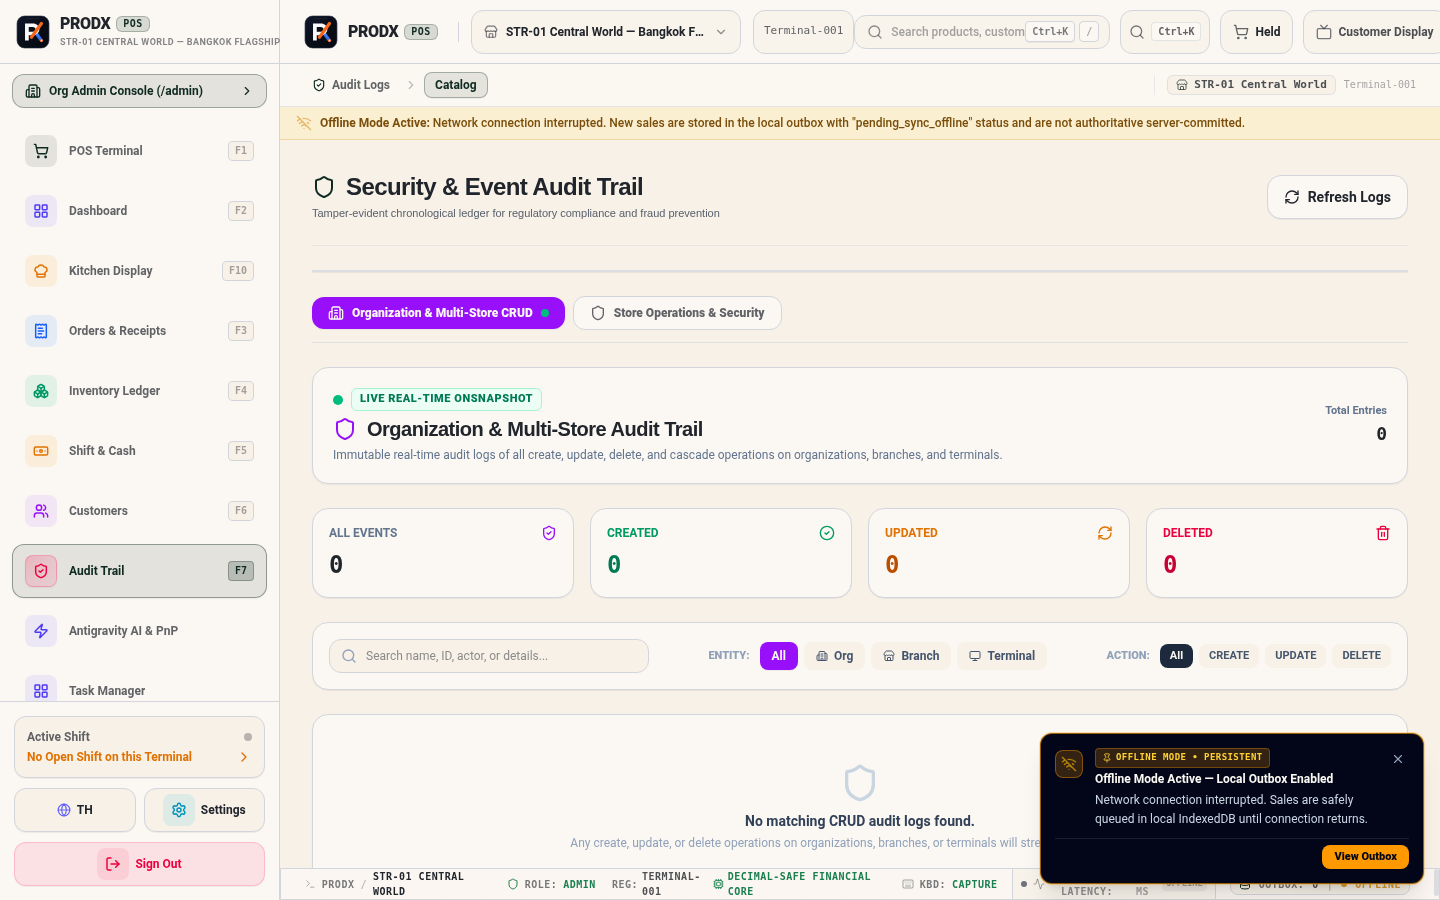 PRODX POS
STR-01 CENTRAL WORLD — BANGKOK FLAGSHIP
Org Admin Console (/admin)
POS Terminal F1
Dashboard F2
Kitchen Display F10
Orders & Receipts F3
Inventory Ledger F4
Shift & Cash F5
Customers F6
Audit Trail F7
Antigravity AI & PnP
Task Manager
Active Shift
No Open Shift on this Terminal
TH
Settings
Sign Out
PRODX POS
STR-01 Central World — Bangkok F...
Terminal-001
Search products, custom Ctrl+K /
Ctrl+K
Held
Customer Display
Audit Logs
Catalog
STR-01 Central World
Terminal-001
Offline Mode Active: Network connection interrupted. New sales are stored in the local outbox with "pending_sync_offline" status and are not authoritative server-committed.
Security & Event Audit Trail
Tamper-evident chronological ledger for regulatory compliance and fraud prevention
Refresh Logs
Organization & Multi-Store CRUD
Store Operations & Security
LIVE REAL-TIME ONSNAPSHOT
Organization & Multi-Store Audit Trail
Immutable real-time audit logs of all create, update, delete, and cascade operations on organizations, branches, and terminals.
Total Entries
0
ALL EVENTS
0
CREATED
0
UPDATED
0
DELETED
0
Search name, ID, actor, or details...
ENTITY: All Org Branch Terminal
ACTION: All CREATE UPDATE DELETE
No matching CRUD audit logs found.
Any create, update, or delete operations on organizations, branches, or terminals will stre
OFFLINE MODE • PERSISTENT
Offline Mode Active — Local Outbox Enabled
Network connection interrupted. Sales are safely
queued in local IndexedDB until connection returns.
View Outbox
PRODX / STR-01 CENTRAL WORLD
ROLE: ADMIN
REG: TERMINAL-001
DECIMAL-SAFE FINANCIAL CORE
KBD: CAPTURE
LATENCY: MS
OFFLINE
OUTBOX: 0
OFFLINE